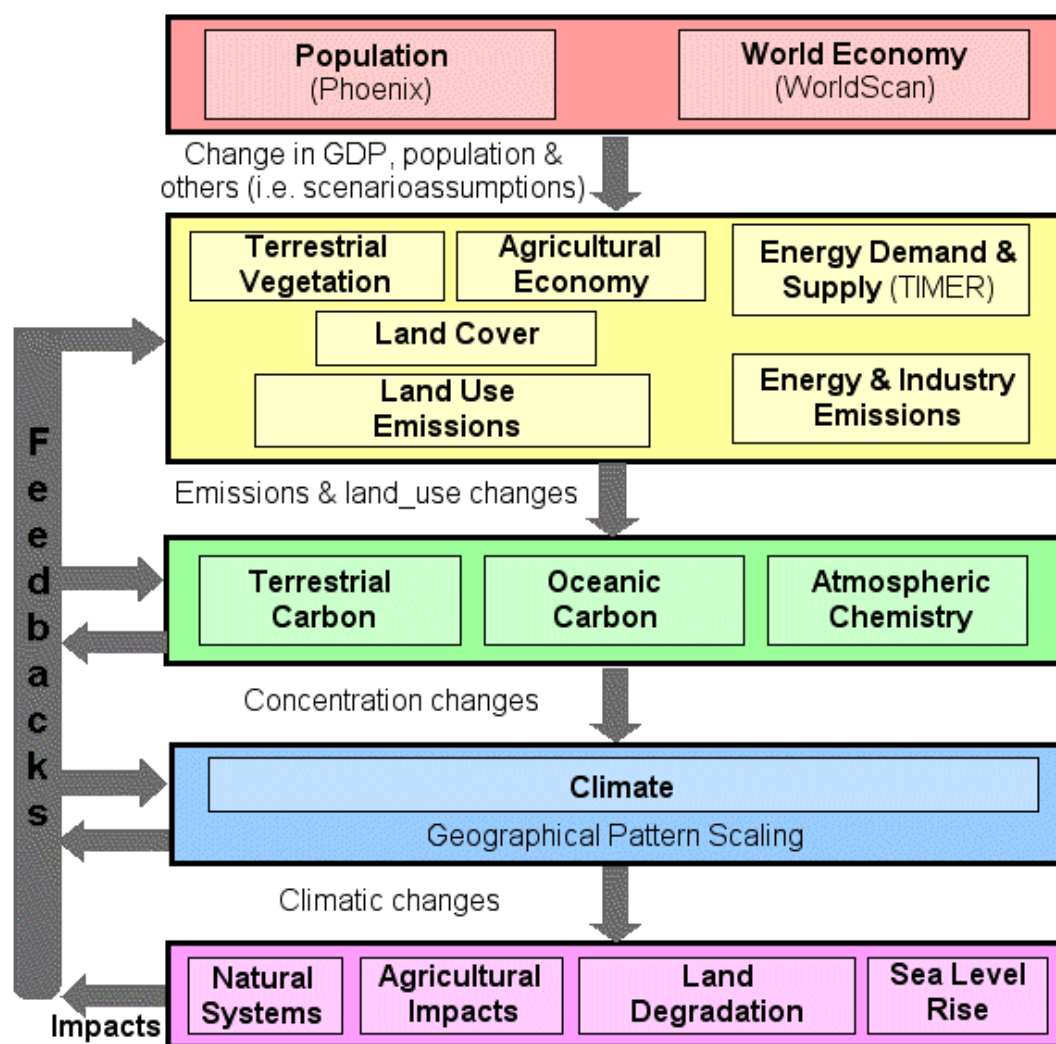 Population
(Phoenix)
World Economy
(WorldScan)
Change in GDP, population &
others (i.e. scenarioassumptions)
Terrestrial
Vegetation
Agricultural
Economy
Energy Demand &
Supply (TIMER)
Land Cover
Land Use
Emissions
Energy & Industry
Emissions
Feedbacks
Emissions & land_use changes
Terrestrial
Carbon
Oceanic
Carbon
Atmospheric
Chemistry
Concentration changes
Climate
Geographical Pattern Scaling
Climatic changes
Natural
Systems
Agricultural
Impacts
Land
Degradation
Sea Level
Rise
Impacts